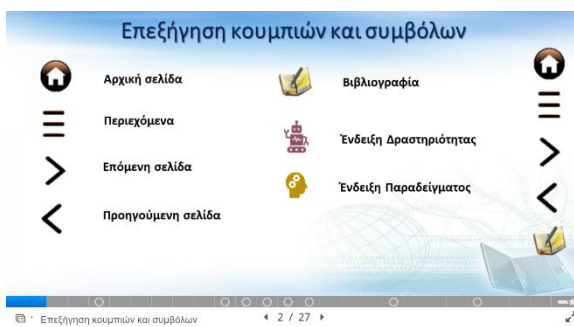 Επεξήγηση κουμπιών και συμβόλων
Αρχική σελίδα
Περιεχόμενα
Επόμενη σελίδα
Προηγούμενη σελίδα
Βιβλιογραφία
Ένδειξη Δραστηριότητας
Ένδειξη Παραδείγματος
Επεξήγηση κουμπιών και συμβόλων
2 / 27